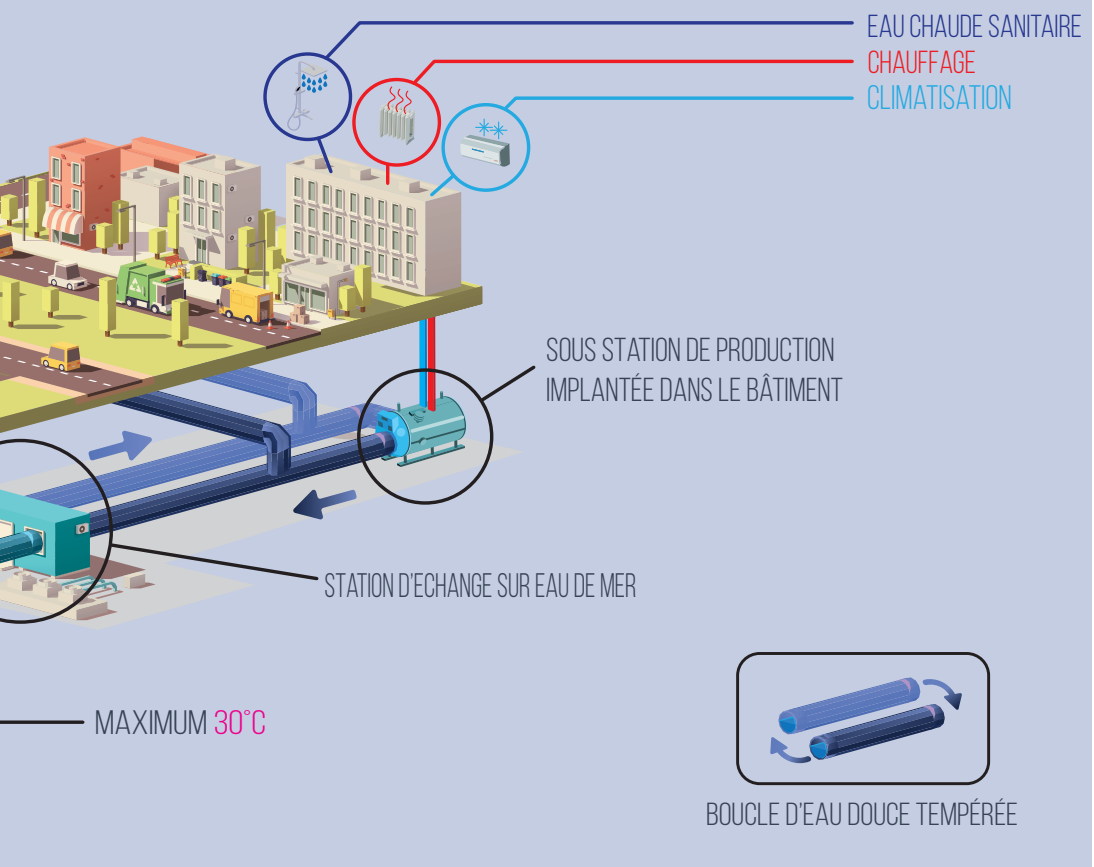 EAU CHAUDE SANITAIRE
CHAUFFAGE
CLIMATISATION
SOUS STATION DE PRODUCTION
IMPLANTÉE DANS LE BÂTIMENT
STATION D'ECHANGE SUR EAU DE MER
MAXIMUM 30°C
BOUCLE D'EAU DOUCE TEMPÉRÉE